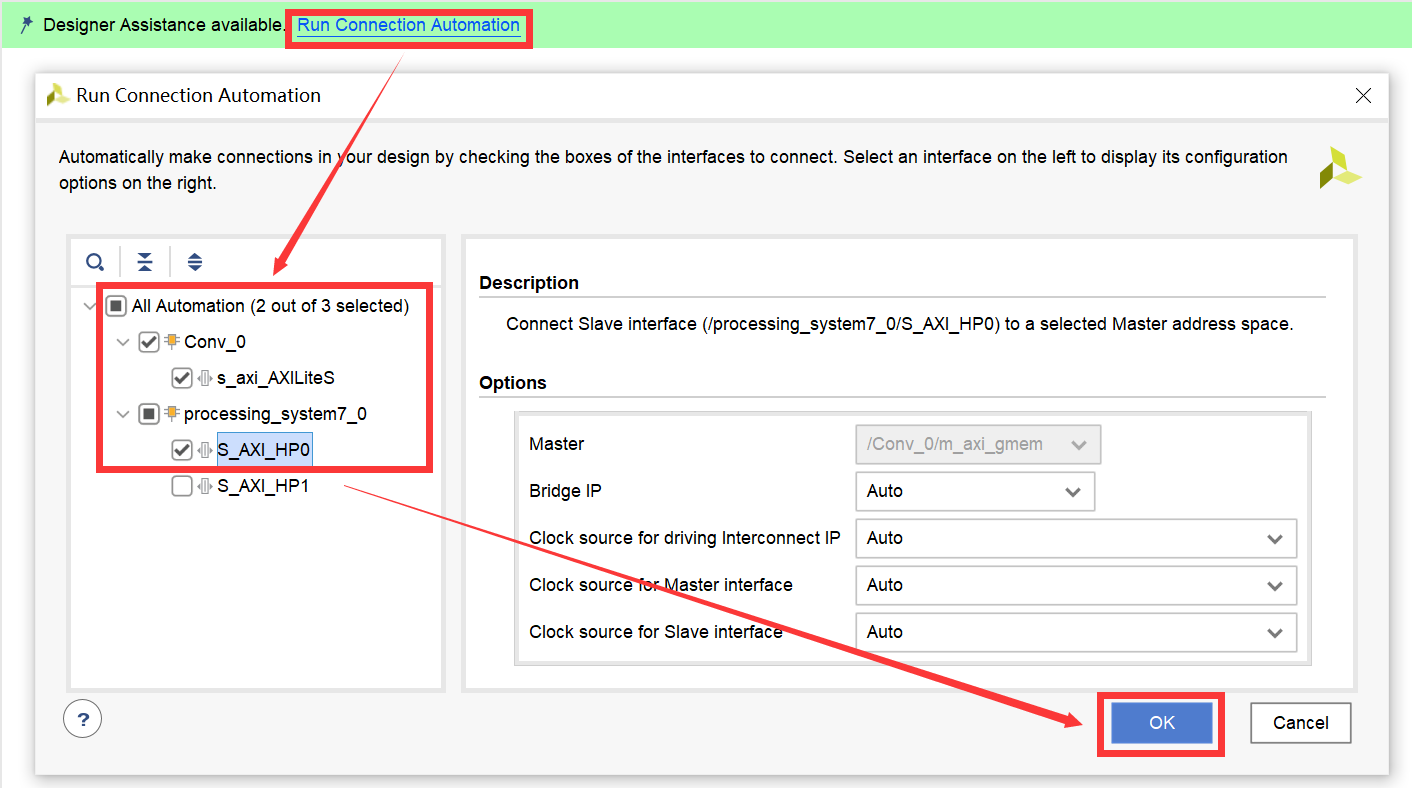 Designer Assistance available. Run Connection Automation
Run Connection Automation
Automatically make connections in your design by checking the boxes of the interfaces to connect. Select an interface on the left to display its configuration
options on the right.
All Automation (2 out of 3 selected)
Conv_0
s_axi_AXILiteS
processing_system7_0
S_AXI_HP0
S_AXI_HP1
Description
Connect Slave interface (/processing_system7_0/S_AXI_HP0) to a selected Master address space.
Options
Master /Conv_0/m_axi_gmem
Bridge IP Auto
Clock source for driving Interconnect IP Auto
Clock source for Master interface Auto
Clock source for Slave interface Auto
?
OK Cancel